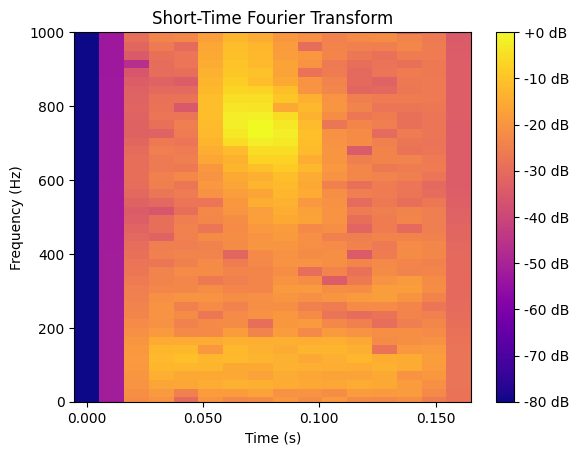 Short-Time Fourier Transform
1000
800
600
400
200
0
Frequency (Hz)
0.000
0.050
0.100
0.150
Time (s)
+0 dB
-10 dB
-20 dB
-30 dB
-40 dB
-50 dB
-60 dB
-70 dB
-80 dB